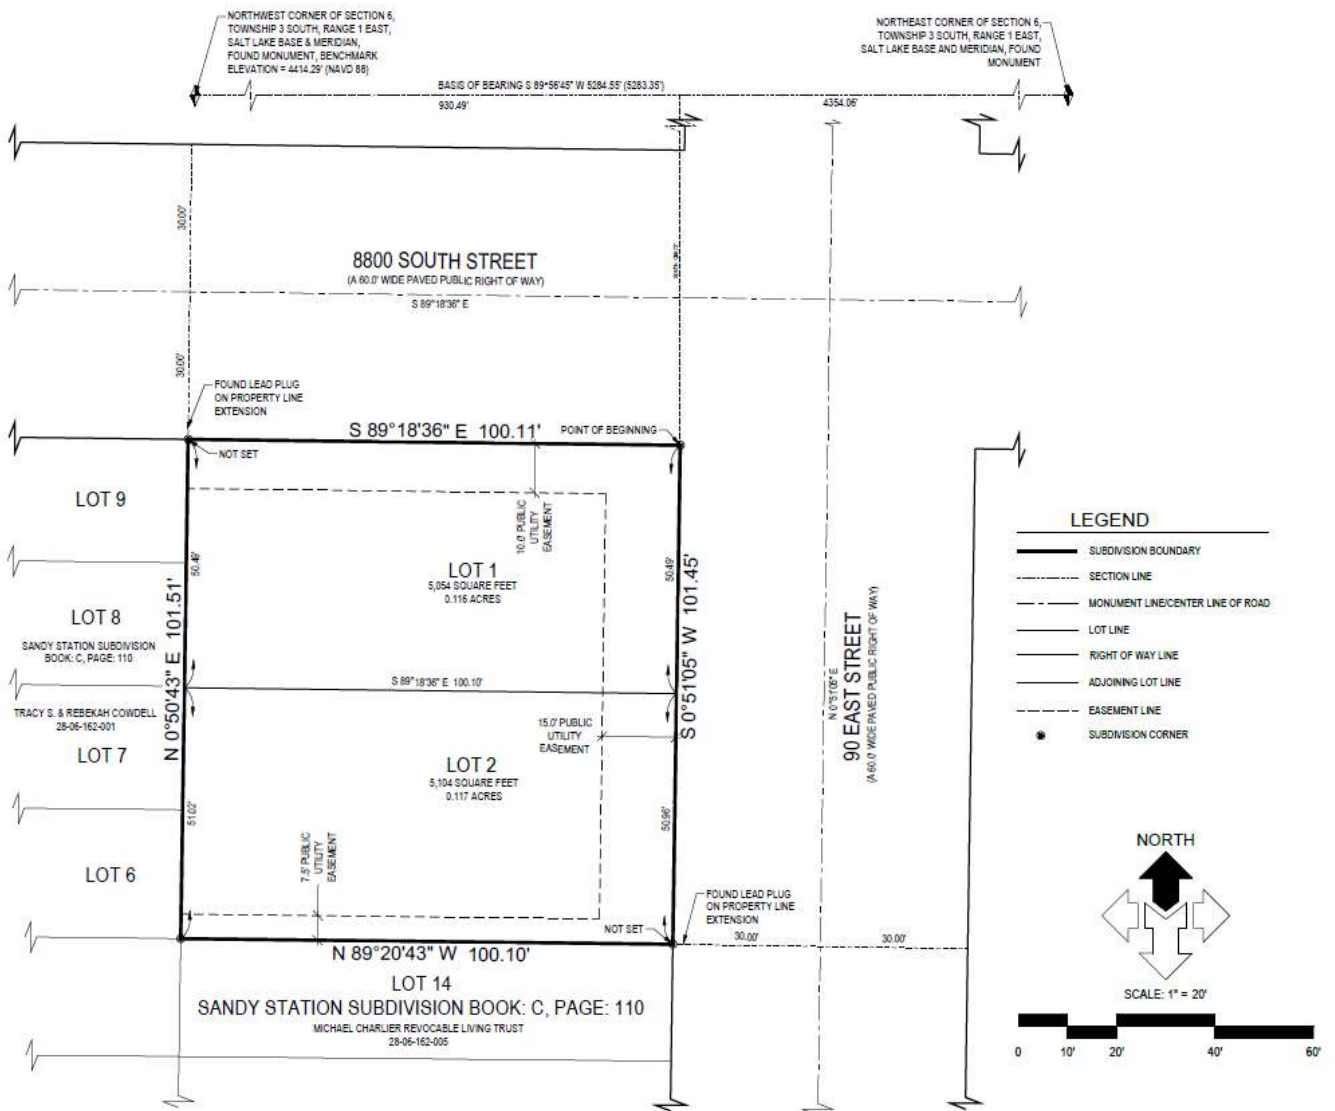 NORTHWEST CORNER OF SECTION 6,
TOWNSHIP 3 SOUTH, RANGE 1 EAST,
SALT LAKE BASE & MERIDIAN,
FOUND MONUMENT, BENCHMARK
ELEVATION = 4414.29' (NAVD 88)
NORTHEAST CORNER OF SECTION 6,
TOWNSHIP 3 SOUTH, RANGE 1 EAST,
SALT LAKE BASE AND MERIDIAN, FOUND
MONUMENT
BASIS OF BEARING S 89°56'45" W 5284.55' (5283.35')
930.49'
4354.06'
30.00'
8800 SOUTH STREET
(A 60.0' WIDE PAVED PUBLIC RIGHT OF WAY)
S 89°18'36" E
30.00'
FOUND LEAD PLUG
ON PROPERTY LINE
EXTENSION
S 89°18'36" E 100.11'
POINT OF BEGINNING
NOT SET
LOT 9
10.0' PUBLIC
UTILITY
EASEMENT
50.49'
LOT 1
5,054 SQUARE FEET
0.116 ACRES
50.49'
LOT 8
SANDY STATION SUBDIVISION
BOOK: C, PAGE: 110
N 0°50'43" E 101.51'
S 0°51'05" W 101.45'
S 89°18'36" E 100.10'
TRACY S. & REBEKAH COWDELL
28-06-162-001
LOT 7
15.0' PUBLIC
UTILITY
EASEMENT
LOT 2
5,104 SQUARE FEET
0.117 ACRES
51.02'
50.96'
N 0°51'05" E
90 EAST STREET
(A 60.0' WIDE PAVED PUBLIC RIGHT OF WAY)
LOT 6
7.5' PUBLIC
UTILITY
EASEMENT
FOUND LEAD PLUG
ON PROPERTY LINE
EXTENSION
NOT SET
30.00'
30.00'
N 89°20'43" W 100.10'
LOT 14
SANDY STATION SUBDIVISION BOOK: C, PAGE: 110
MICHAEL CHARLIER REVOCABLE LIVING TRUST
28-06-162-005
LEGEND
SUBDIVISION BOUNDARY
SECTION LINE
MONUMENT LINE/CENTER LINE OF ROAD
LOT LINE
RIGHT OF WAY LINE
ADJOINING LOT LINE
EASEMENT LINE
SUBDIVISION CORNER
NORTH
SCALE: 1" = 20'
0 10' 20' 40' 60'